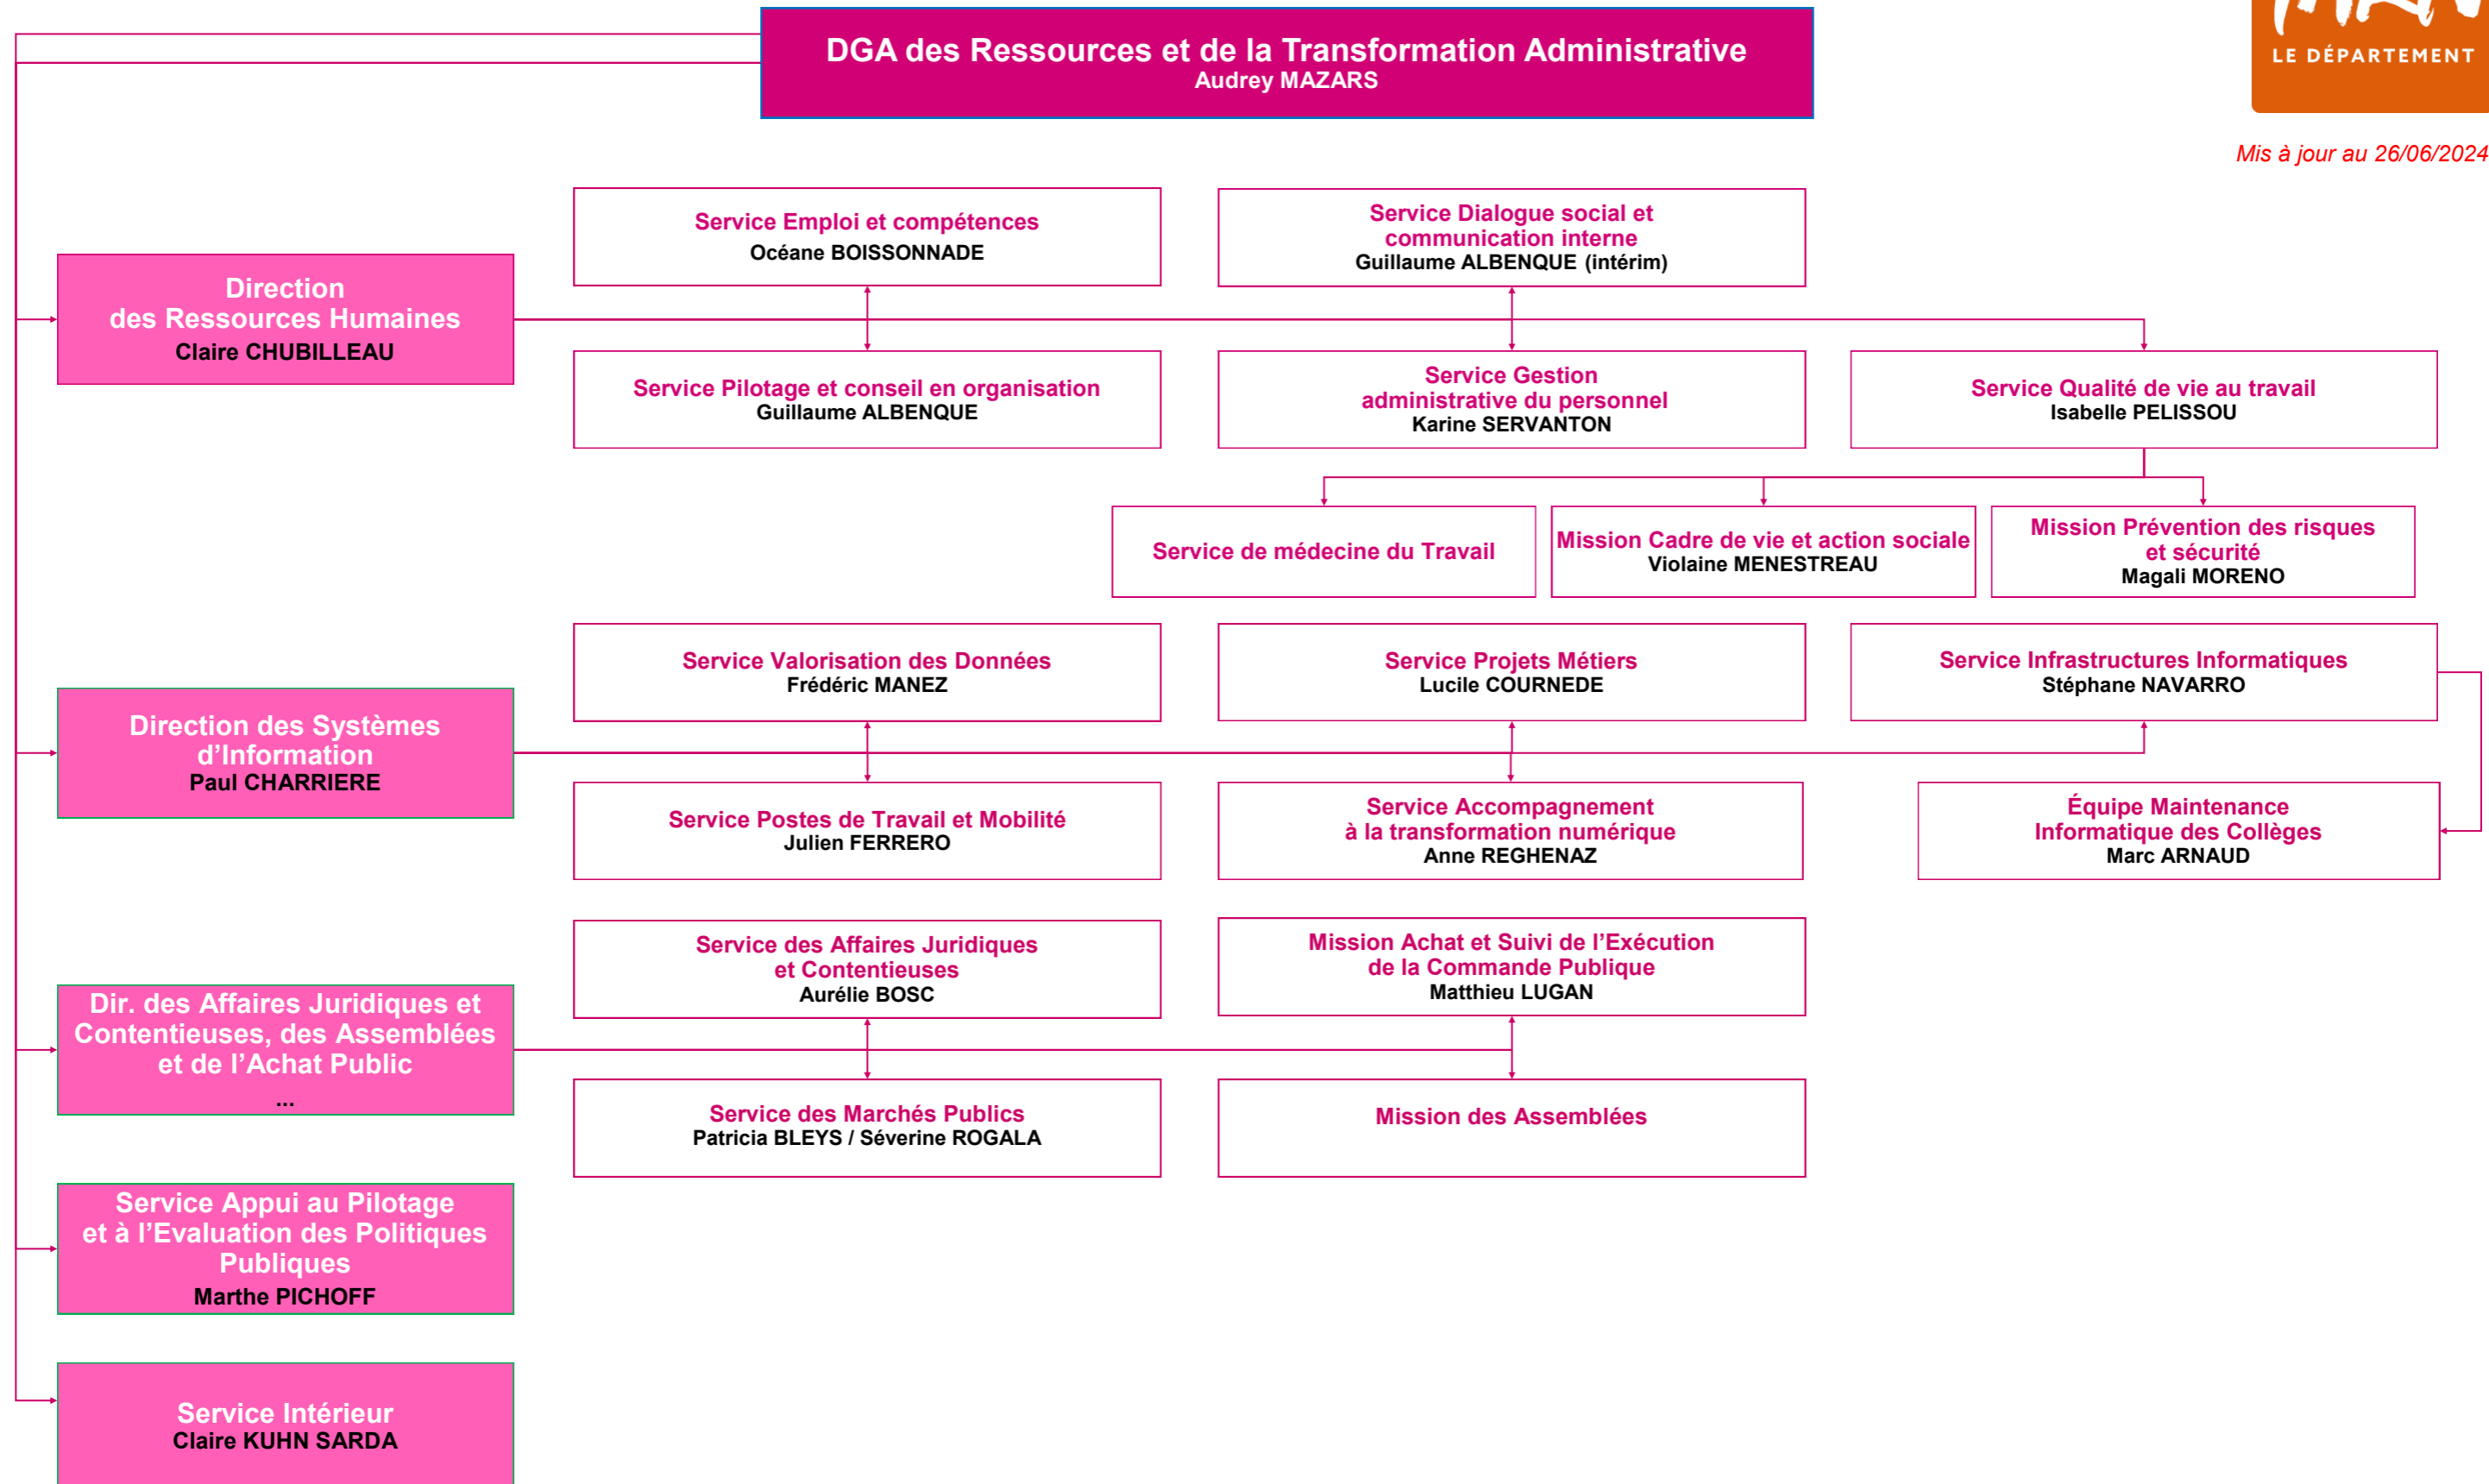 DGA des Ressources et de la Transformation Administrative
Audrey MAZARS
LE DÉPARTEMENT
Mis à jour au 26/06/2024
Direction
des Ressources Humaines
Claire CHUBILLEAU
Service Emploi et compétences
Océane BOISSONNADE
Service Dialogue social et
communication interne
Guillaume ALBENQUE (intérim)
Service Pilotage et conseil en organisation
Guillaume ALBENQUE
Service Gestion
administrative du personnel
Karine SERVANTON
Service Qualité de vie au travail
Isabelle PELISSOU
Service de médecine du Travail
Mission Cadre de vie et action sociale
Violaine MENESTREAU
Mission Prévention des risques
et sécurité
Magali MORENO
Direction des Systèmes
d’Information
Paul CHARRIERE
Service Valorisation des Données
Frédéric MANEZ
Service Projets Métiers
Lucile COURNEDE
Service Infrastructures Informatiques
Stéphane NAVARRO
Service Postes de Travail et Mobilité
Julien FERRERO
Service Accompagnement
à la transformation numérique
Anne REGHENAZ
Équipe Maintenance
Informatique des Collèges
Marc ARNAUD
Dir. des Affaires Juridiques et
Contentieuses, des Assemblées
et de l’Achat Public
...
Service des Affaires Juridiques
et Contentieuses
Aurélie BOSC
Mission Achat et Suivi de l’Exécution
de la Commande Publique
Matthieu LUGAN
Service des Marchés Publics
Patricia BLEYS / Séverine ROGALA
Mission des Assemblées
Service Appui au Pilotage
et à l’Evaluation des Politiques
Publiques
Marthe PICHOFF
Service Intérieur
Claire KUHN SARDA